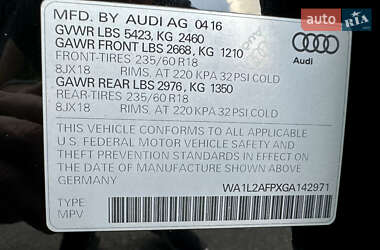 AUTO RIA.com
MFD. BY AUDI AG 04 16
GVWR LBS 5423, KG 2460
GAWR FRONT LBS 2668, KG 1210
FRONT-TIRES 235/60 R18
8JX18 RIMS, AT 220 KPA 32 PSI COLD
Audi
GAWR REAR LBS 2976, KG 1350
REAR-TIRES 235/60 R18
8JX18 RIMS, AT 220 KPA 32 PSI COLD
THIS VEHICLE CONFORMS TO ALL APPLICABLE
U. S. FEDERAL MOTOR VEHICLE SAFETY AND
THEFT PREVENTION STANDARDS IN EFFECT
ON THE DATE OF MANUFACTURE SHOWN ABOVE
GERMANY
WA1L2AFPXGA142971
TYPE
MPV